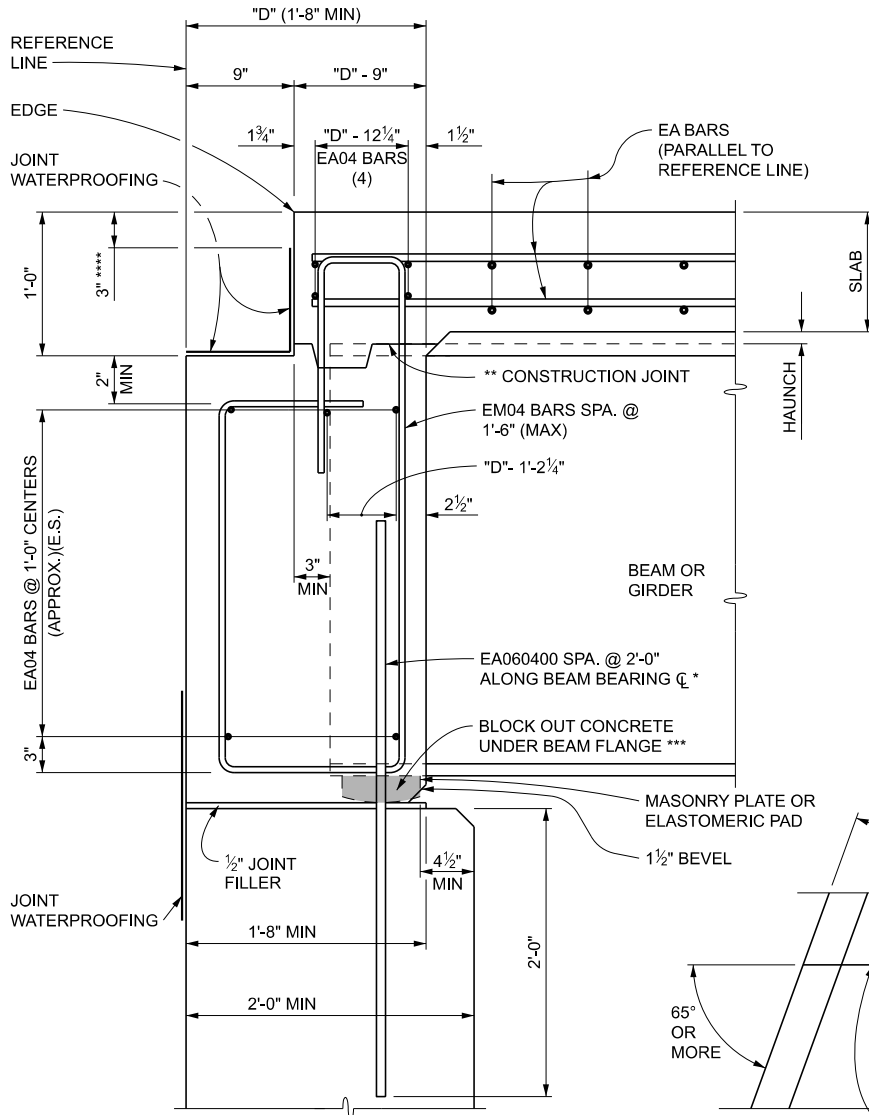 "D" (1'-8" MIN)
REFERENCE
LINE
9"
"D" - 9"
EDGE
1¾"
"D" - 12¼"
1½"
EA04 BARS
(4)
EA BARS
(PARALLEL TO
REFERENCE LINE)
JOINT
WATERPROOFING
1'-0"
3" ****
SLAB
2"
MIN
** CONSTRUCTION JOINT
HAUNCH
EM04 BARS SPA. @
1'-6" (MAX)
"D"- 1'-2¼"
2½"
EA04 BARS @ 1'-0" CENTERS
(APPROX.)(E.S.)
3"
MIN
BEAM OR
GIRDER
EA060400 SPA. @ 2'-0"
ALONG BEAM BEARING ℄ *
BLOCK OUT CONCRETE
UNDER BEAM FLANGE ***
3"
MASONRY PLATE OR
ELASTOMERIC PAD
½" JOINT
FILLER
4½"
MIN
1½" BEVEL
JOINT
WATERPROOFING
1'-8" MIN
2'-0"
2'-0" MIN
65°
OR
MORE